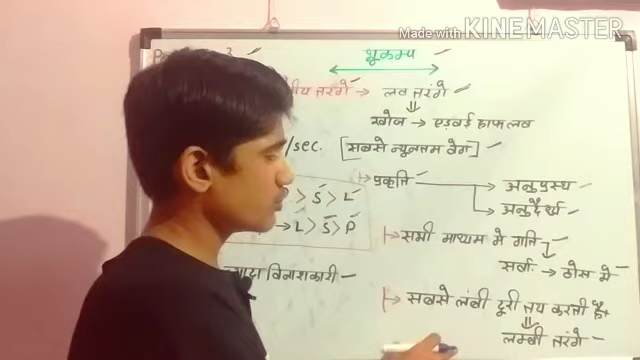 Made with KINEMASTER
भूकम्प
तरंगे → लव तरंगे
खोज → एडवर्ड हाफ लव
/sec. [सबसे न्यूनतम वेग]
प्रकृति → अनुप्रस्थ
→ अनुदैर्ध्य
> S > L
→ L > S > P
सभी माध्यम मे गति
सर्वा → ठोस मे
विनाशकारी
सबसे लंबी दूरी तय करती है
लम्बी तरंगे